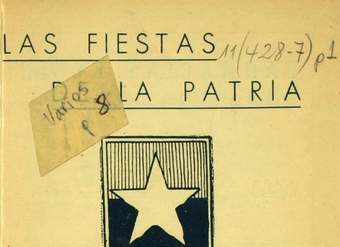 LAS FIESTAS 11(428-7) p1
D LA PATRIA
Varios
8
p